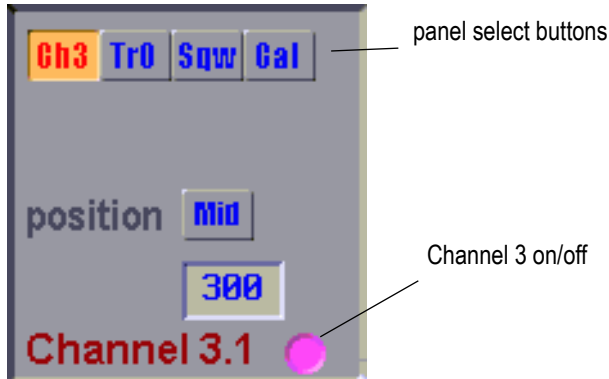 panel select buttons
Ch3 Tr0 Sqw Cal
position Mid
Channel 3 on/off
300
Channel 3.1